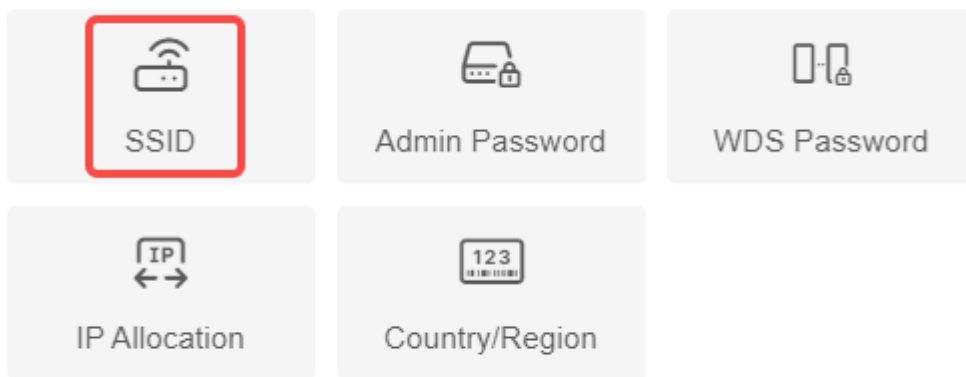 SSID
Admin Password
WDS Password
IP
IP Allocation
123
Country/Region